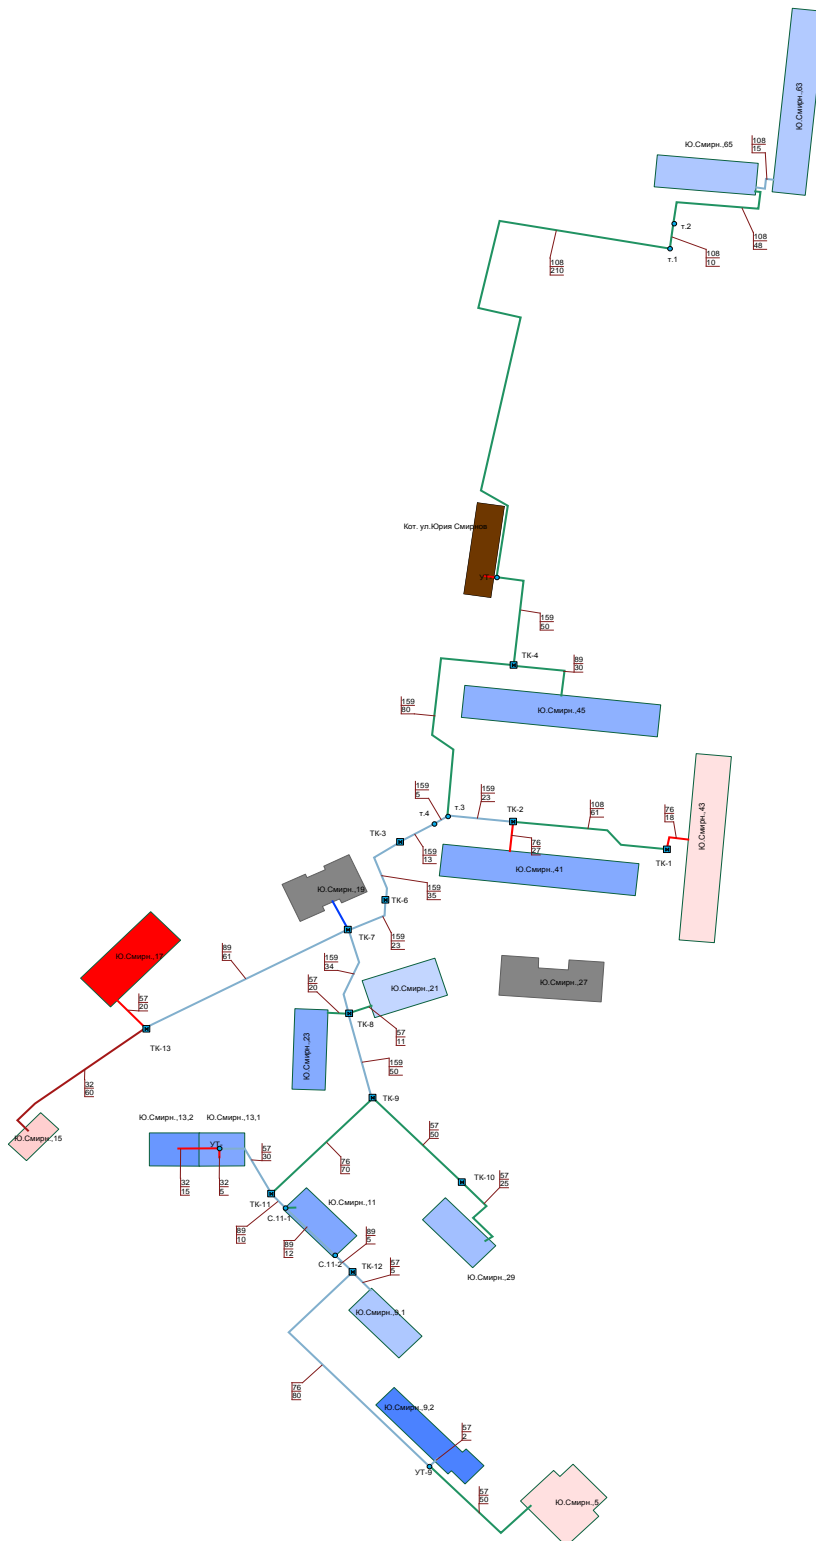 Ю.Смирн.,63
108
15
Ю.Смирн.,65
т.2
108
48
108
10
т.1
108
210
Кот. ул.Юрия Смирнов
УТ-
159
50
ТК-4
89
30
159
80
Ю.Смирн.,45
159
5
т.3
159
23
ТК-2
108
61
76
18
Ю.Смирн.,43
т.4
ТК-3
159
13
76
27
ТК-1
Ю.Смирн.,41
159
35
Ю.Смирн.,19
ТК-6
ТК-7
159
23
89
61
Ю.Смирн.,17
159
34
Ю.Смирн.,27
57
20
57
20
Ю.Смирн.,21
ТК-8
57
11
ТК-13
Ю.Смирн.,23
159
50
32
60
ТК-9
Ю.Смирн.,13,2
Ю.Смирн.,13,1
Ю.Смирн.,15
УТ-
57
30
57
50
76
70
ТК-10
57
25
32
15
32
5
ТК-11
Ю.Смирн.,11
С.11-1
89
10
89
12
89
5
С.11-2
ТК-12
57
5
Ю.Смирн.,29
Ю.Смирн.,9,1
76
80
Ю.Смирн.,9,2
57
2
УТ-9
57
50
Ю.Смирн.,5